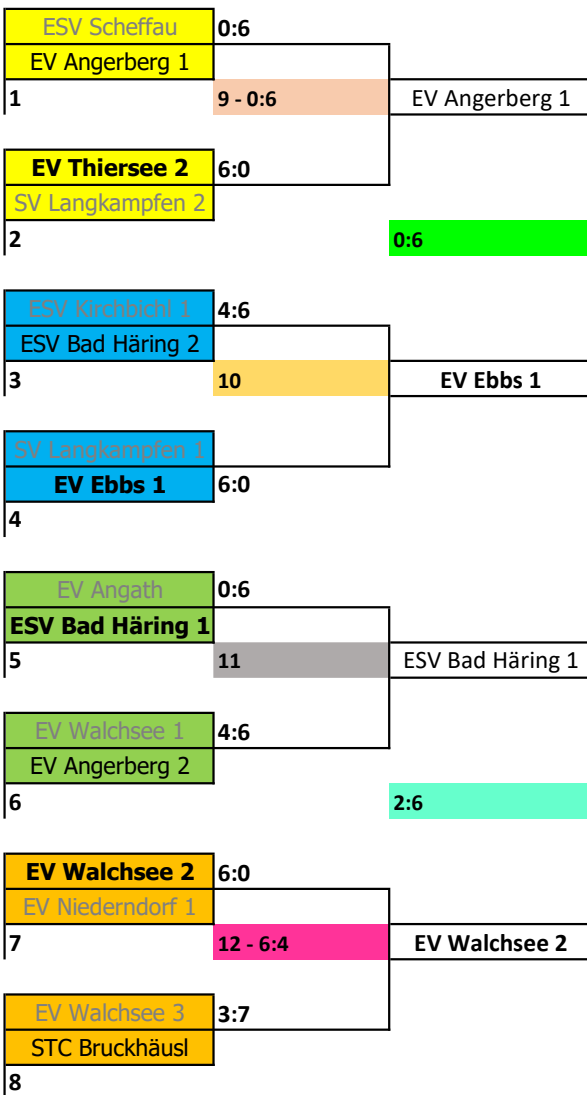 ESV Scheffau 0:6
EV Angerberg 1
1 9 - 0:6 EV Angerberg 1
EV Thiersee 2 6:0
SV Langkampfen 2
2 0:6
ESV Kirchbichl 1 4:6
ESV Bad Häring 2
3 10 EV Ebbs 1
SV Langkampfen 1
EV Ebbs 1 6:0
4
EV Angath 0:6
ESV Bad Häring 1
5 11 ESV Bad Häring 1
EV Walchsee 1 4:6
EV Angerberg 2
6 2:6
EV Walchsee 2 6:0
EV Niederndorf 1
7 12 - 6:4 EV Walchsee 2
EV Walchsee 3 3:7
STC Bruckhäusl
8